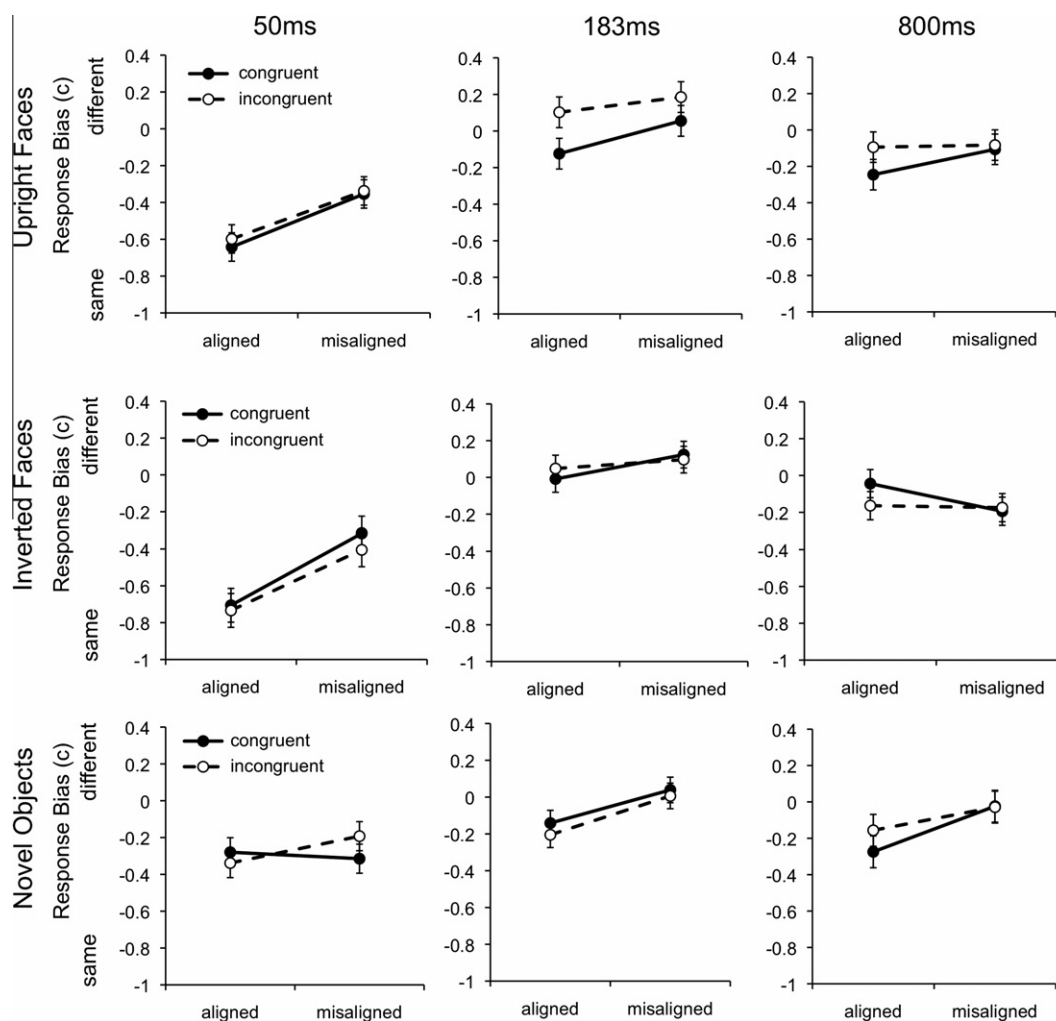 50ms 183ms 800ms
Upright Faces
Response Bias (c)
same different
0.4
0.2
0
-0.2
-0.4
-0.6
-0.8
-1
congruent
incongruent
aligned misaligned
0.4
0.2
0
-0.2
-0.4
-0.6
-0.8
-1
aligned misaligned
0.4
0.2
0
-0.2
-0.4
-0.6
-0.8
-1
aligned misaligned
Inverted Faces
Response Bias (c)
same different
0.4
0.2
0
-0.2
-0.4
-0.6
-0.8
-1
congruent
incongruent
aligned misaligned
0.4
0.2
0
-0.2
-0.4
-0.6
-0.8
-1
aligned misaligned
0.4
0.2
0
-0.2
-0.4
-0.6
-0.8
-1
aligned misaligned
Novel Objects
Response Bias (c)
same different
0.4
0.2
0
-0.2
-0.4
-0.6
-0.8
-1
congruent
incongruent
aligned misaligned
0.4
0.2
0
-0.2
-0.4
-0.6
-0.8
-1
aligned misaligned
0.4
0.2
0
-0.2
-0.4
-0.6
-0.8
-1
aligned misaligned